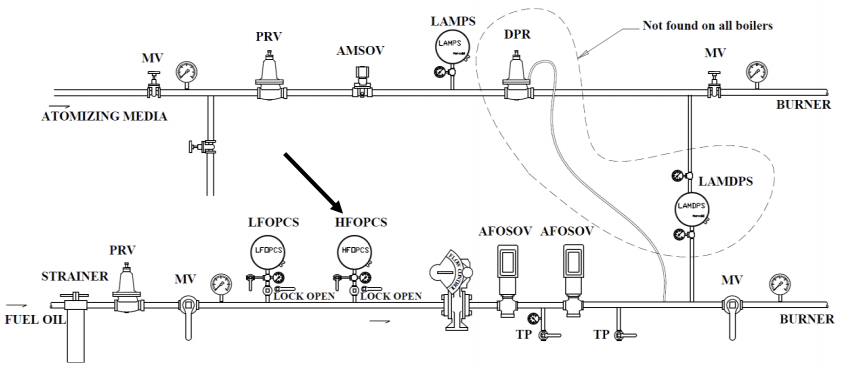 LAMPS
Not found on all boilers
PRV
DPR
MV
AMSOV
LAMPS
MV
ATOMIZING MEDIA
BURNER
LAMDPS
LAMDPS
LFOPCS
HFOPCS
AFOSOV
AFOSOV
PRV
LFOPCS
HFOPCS
STRAINER
MV
MV
LOCK OPEN
LOCK OPEN
FUEL OIL
BURNER
TP
TP